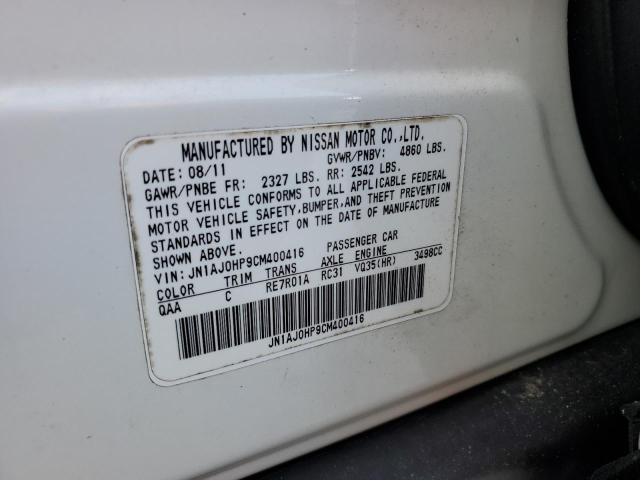 MANUFACTURED BY NISSAN MOTOR CO.,LTD.
DATE: 08/11 GVWR/PNBV: 4860 LBS.
GAWR/PNBE FR: 2327 LBS. RR: 2542 LBS.
THIS VEHICLE CONFORMS TO ALL APPLICABLE FEDERAL
MOTOR VEHICLE SAFETY, BUMPER, AND THEFT PREVENTION
STANDARDS IN EFFECT ON THE DATE OF MANUFACTURE
SHOWN ABOVE.
VIN: JN1AJ0HP9CM400416 PASSENGER CAR
COLOR TRIM TRANS AXLE ENGINE
QAA C RE7R01A RC31 VQ35(HR) 3498CC
JN1AJ0HP9CM400416